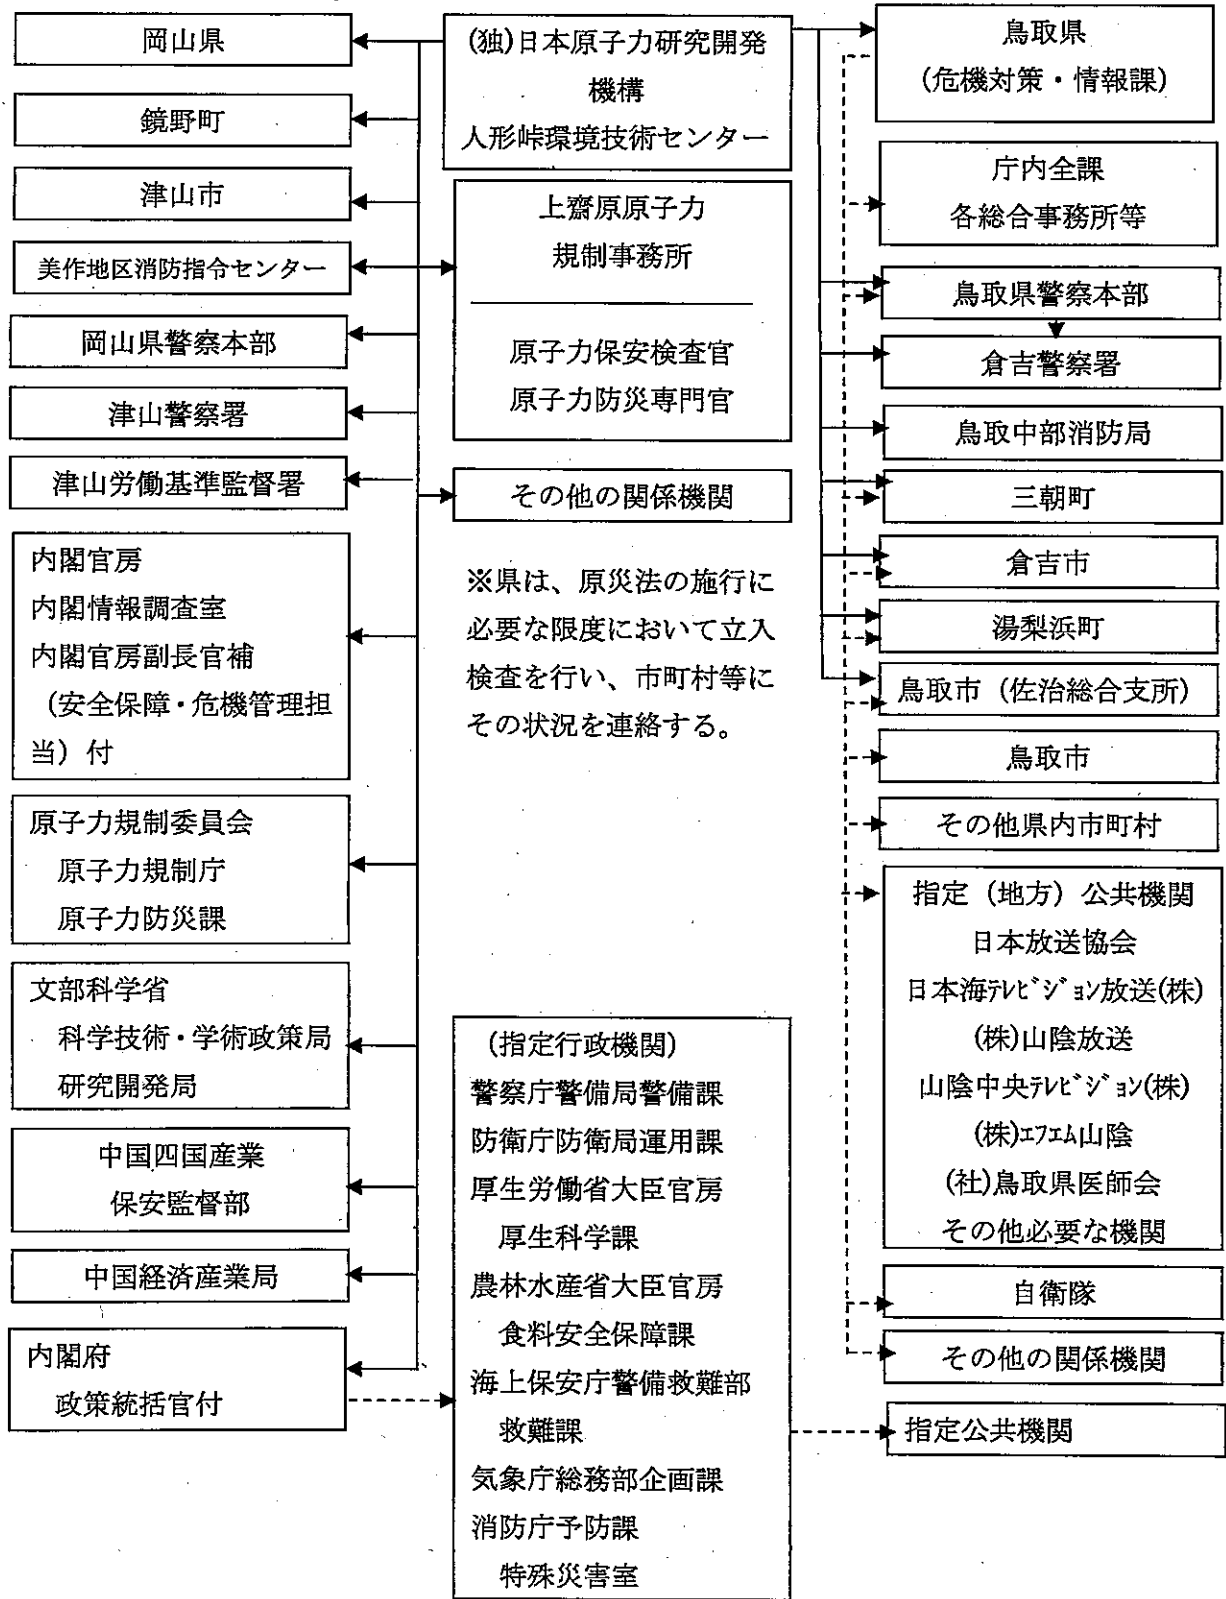 岡山県
鏡野町
津山市
美作地区消防指令センター
岡山県警察本部
津山警察署
津山労働基準監督署
内閣官房
内閣情報調査室
内閣官房副長官補
(安全保障・危機管理担
当)付
原子力規制委員会
原子力規制庁
原子力防災課
文部科学省
科学技術・学術政策局
研究開発局
中国四国産業
保安監督部
中国経済産業局
内閣府
政策統括官付
(独)日本原子力研究開発
機構
人形峠環境技術センター
上齋原原子力
規制事務所
原子力保安検査官
原子力防災専門官
その他の関係機関
※県は、原災法の施行に
必要な限度において立入
検査を行い、市町村等に
その状況を連絡する。
(指定行政機関)
警察庁警備局警備課
防衛庁防衛局運用課
厚生労働省大臣官房
厚生科学課
農林水産省大臣官房
食料安全保障課
海上保安庁警備救難部
救難課
気象庁総務部企画課
消防庁予防課
特殊災害室
鳥取県
(危機対策・情報課)
庁内全課
各総合事務所等
鳥取県警察本部
倉吉警察署
鳥取中部消防局
三朝町
倉吉市
湯梨浜町
鳥取市(佐治総合支所)
鳥取市
その他県内市町村
指定(地方)公共機関
日本放送協会
日本海ﾃﾚﾋﾞｼﾞｮﾝ放送(株)
(株)山陰放送
山陰中央ﾃﾚﾋﾞｼﾞｮﾝ(株)
(株)ｴﾌｴﾑ山陰
(社)鳥取県医師会
その他必要な機関
自衛隊
その他の関係機関
指定公共機関